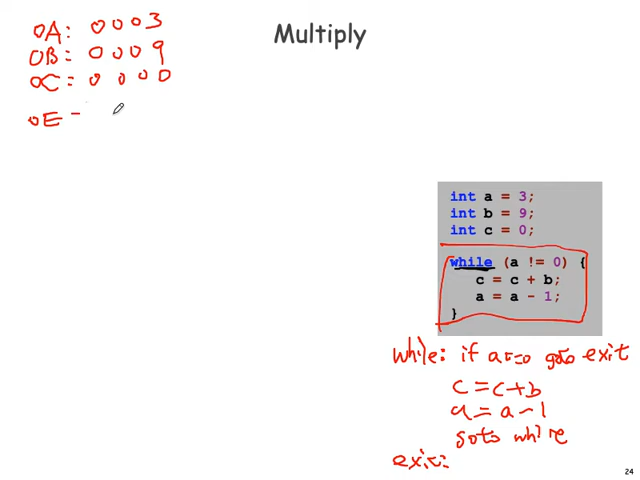 Multiply
0A: 0003
0B: 0009
0C: 0000
0E -
int a = 3;
int b = 9;
int c = 0;
while (a != 0) {
c = c + b;
a = a - 1;
}
while: if a==0 goto exit
c = c+b
a = a-1
goto while
exit:
24